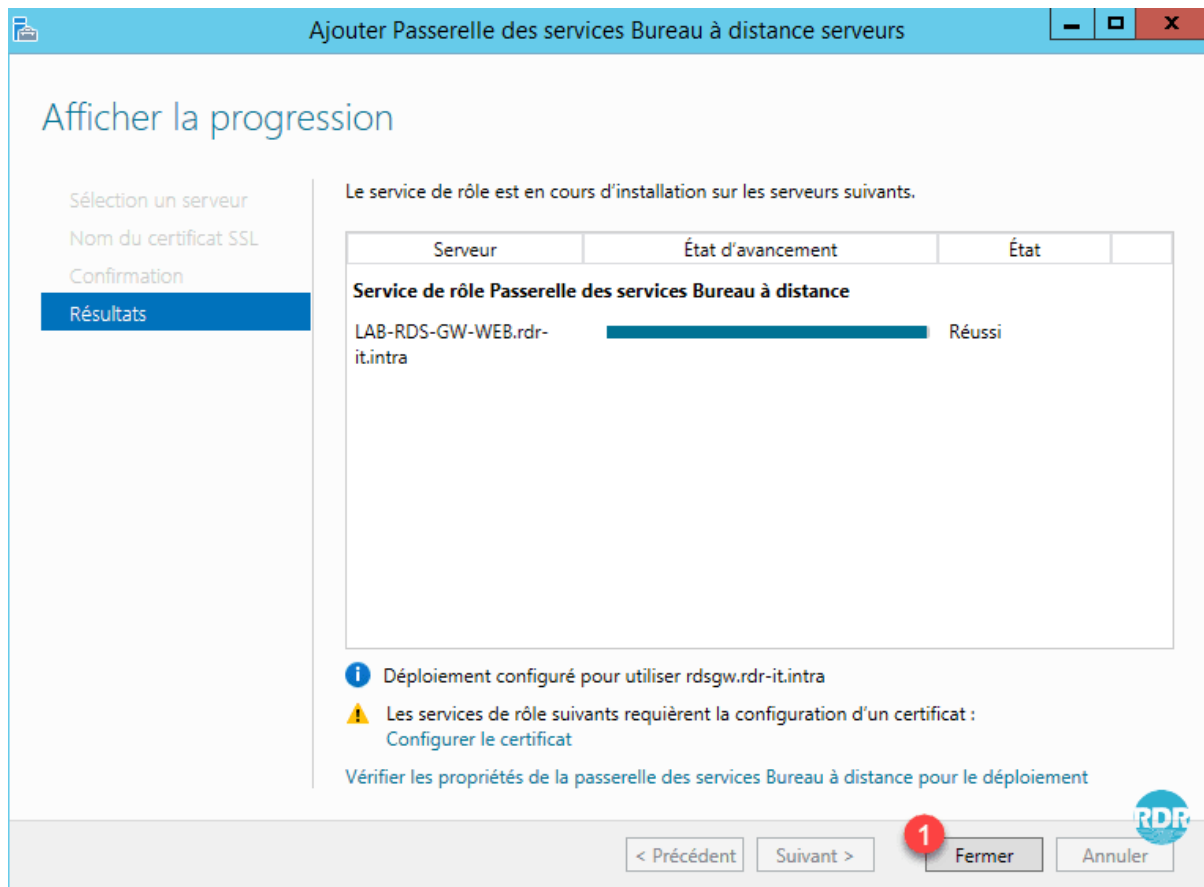 Ajouter Passerelle des services Bureau à distance serveurs
Afficher la progression
Sélection un serveur
Nom du certificat SSL
Confirmation
Résultats
Le service de rôle est en cours d’installation sur les serveurs suivants.
Serveur État d’avancement État
Service de rôle Passerelle des services Bureau à distance
LAB-RDS-GW-WEB.rdr- Réussi
it.intra
Déploiement configuré pour utiliser rdsgw.rdr-it.intra
Les services de rôle suivants requièrent la configuration d’un certificat :
Configurer le certificat
Vérifier les propriétés de la passerelle des services Bureau à distance pour le déploiement
RDR
1
< Précédent Suivant > Fermer Annuler